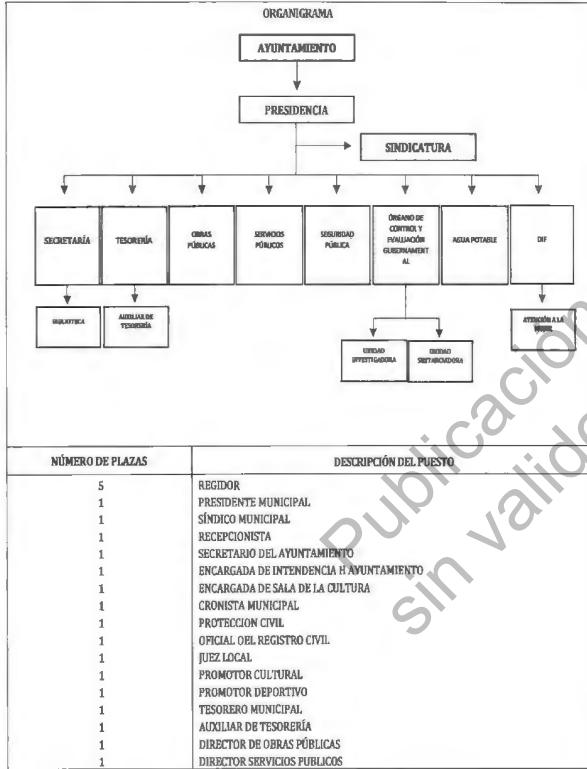 ORGANIGRAMA
AYUNTAMIENTO
PRESIDENCIA
SINDICATURA
SECRETARÍA
TESORERÍA
OBRAS
PÚBLICAS
SERVICIOS
PÚBLICOS
SEGURIDAD
PÚBLICA
ÓRGANO DE
CONTROL Y
EVALUACIÓN
GUBERNAMENT
AL
AGUA POTABLE
DIF
BIBLIOTECA
AUXILIAR DE
TESORERÍA
UNIDAD
INVESTIGADORA
UNIDAD
SUBSTANCIADORA
ATENCIÓN A LA
MUJER
NÚMERO DE PLAZAS DESCRIPCIÓN DEL PUESTO
5 REGIDOR
1 PRESIDENTE MUNICIPAL
1 SÍNDICO MUNICIPAL
1 RECEPCIONISTA
1 SECRETARIO DEL AYUNTAMIENTO
1 ENCARGADA DE INTENDENCIA H AYUNTAMIENTO
1 ENCARGADA DE SALA DE LA CULTURA
1 CRONISTA MUNICIPAL
1 PROTECCION CIVIL
1 OFICIAL DEL REGISTRO CIVIL
1 JUEZ LOCAL
1 PROMOTOR CULTURAL
1 PROMOTOR DEPORTIVO
1 TESORERO MUNICIPAL
1 AUXILIAR DE TESORERÍA
1 DIRECTOR DE OBRAS PÚBLICAS
1 DIRECTOR SERVICIOS PUBLICOS
Publicación
sin valide